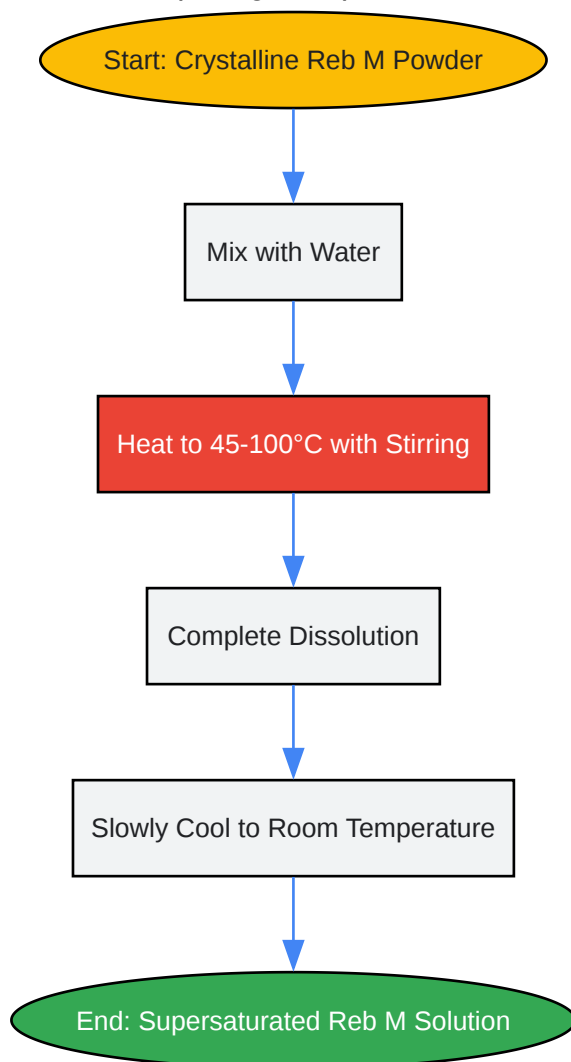 Start: Crystalline Reb M Powder
Mix with Water
Heat to 45-100°C with Stirring
Complete Dissolution
Slowly Cool to Room Temperature
End: Supersaturated Reb M Solution